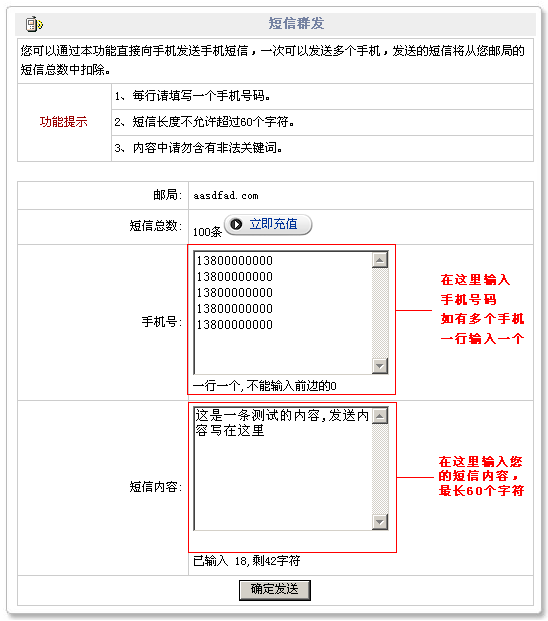 短信群发
您可以通过本功能直接向手机发送手机短信，一次可以发送多个手机，发送的短信将从您邮局的
短信总数中扣除。
功能提示
1、每行请填写一个手机号码。
2、短信长度不允许超过60个字符。
3、内容中请勿含有非法关键词。
邮局:
aasdfad.com
短信总数:
100条 立即充值
手机号:
13800000000
13800000000
13800000000
13800000000
13800000000
一行一个,不能输入前边的0
在这里输入
手机号码
如有多个手机
一行输入一个
短信内容:
这是一条测试的内容,发送内
容写在这里
已输入 18,剩42字符
在这里输入您
的短信内容，
最长60个字符
确定发送